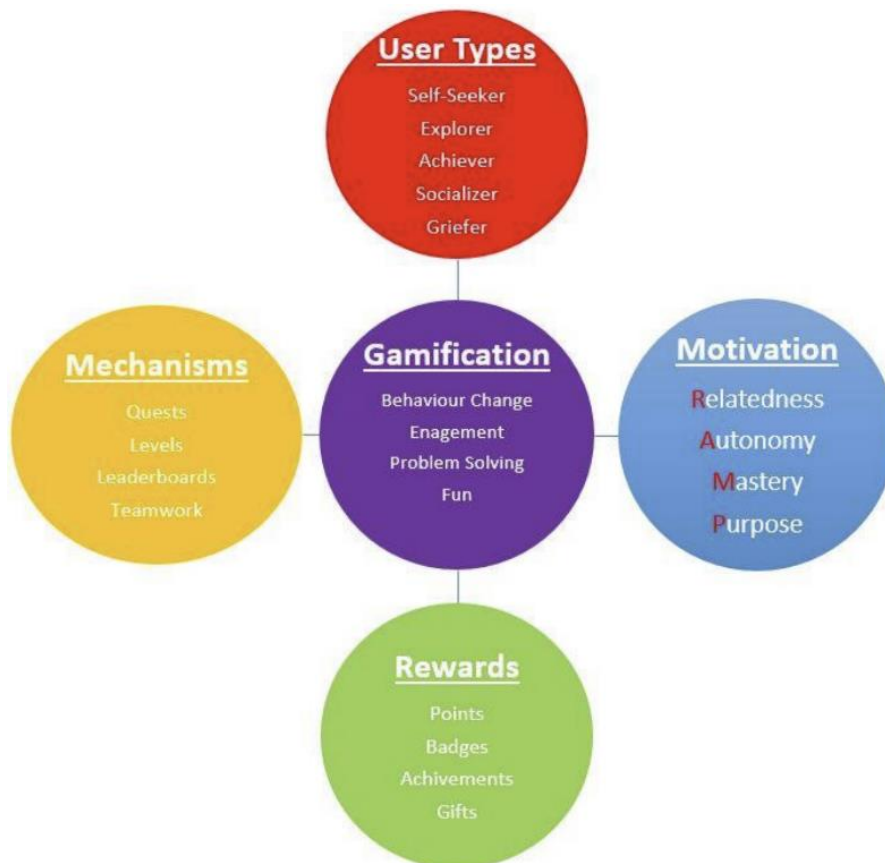 User Types
Self-Seeker
Explorer
Achiever
Socializer
Griefer
Mechanisms
Quests
Levels
Leaderboards
Teamwork
Gamification
Behaviour Change
Enagement
Problem Solving
Fun
Motivation
Relatedness
Autonomy
Mastery
Purpose
Rewards
Points
Badges
Achivements
Gifts